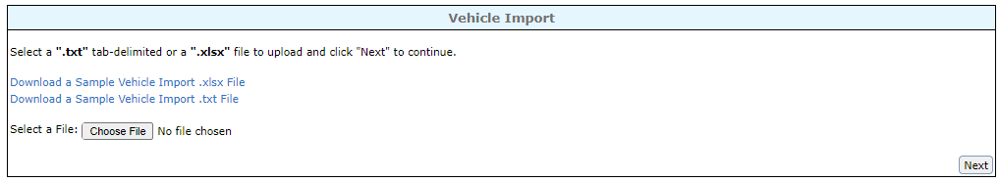 Vehicle Import
Select a ".txt" tab-delimited or a ".xlsx" file to upload and click "Next" to continue.
Download a Sample Vehicle Import .xlsx File
Download a Sample Vehicle Import .txt File
Select a File: Choose File No file chosen
Next